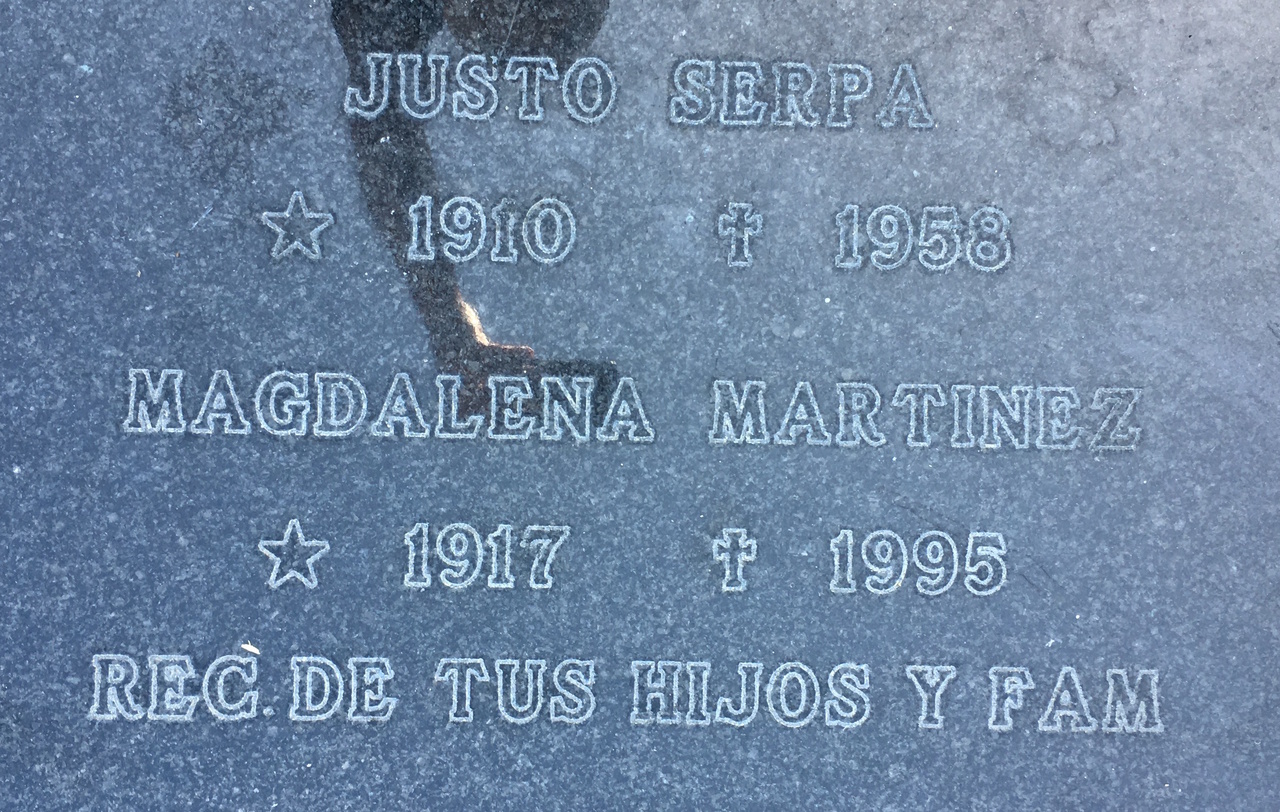 JUSTO SERPA
☆ 1910 ✝ 1958
MAGDALENA MARTINEZ
☆ 1917 ✝ 1995
REC. DE TUS HIJOS Y FAM